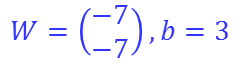 W = (−7
−7), b = 3